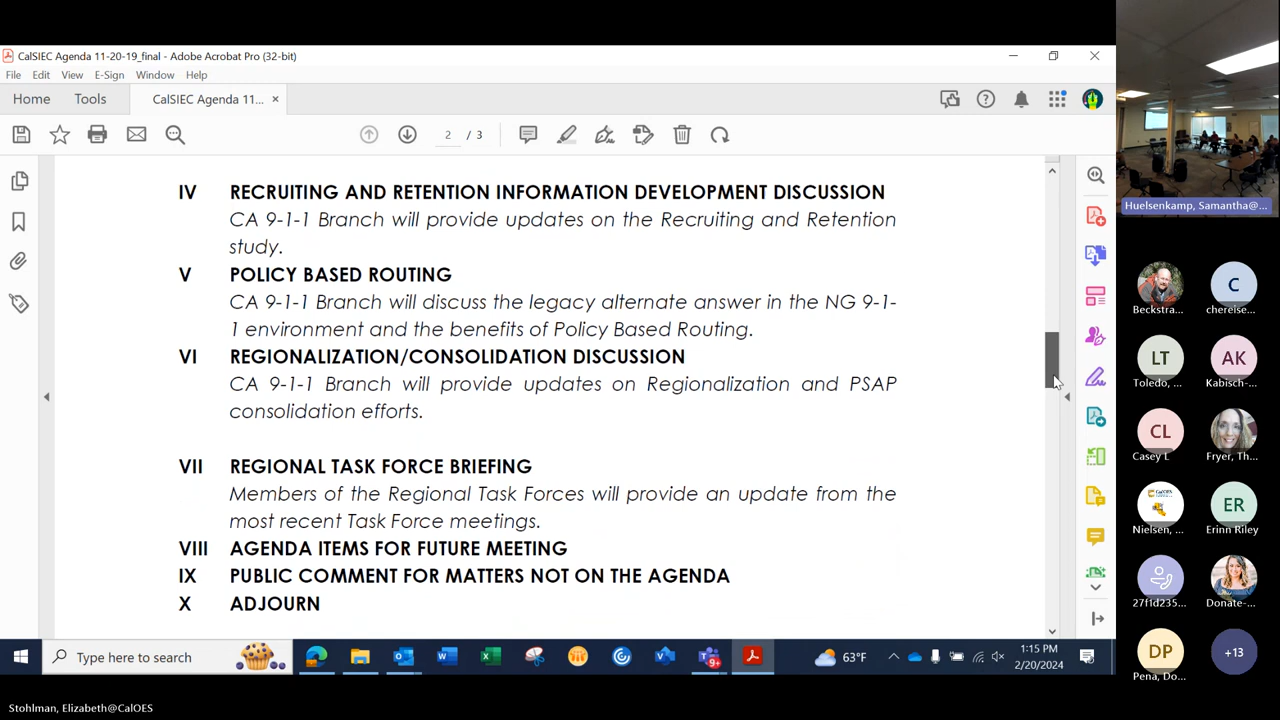 CalSIEC Agenda 11-20-19_final - Adobe Acrobat Pro (32-bit)
File Edit View E-Sign Window Help
Home Tools CalSIEC Agenda 11... ×
2 / 3
IV RECRUITING AND RETENTION INFORMATION DEVELOPMENT DISCUSSION
CA 9-1-1 Branch will provide updates on the Recruiting and Retention
study.
V POLICY BASED ROUTING
CA 9-1-1 Branch will discuss the legacy alternate answer in the NG 9-1-
1 environment and the benefits of Policy Based Routing.
VI REGIONALIZATION/CONSOLIDATION DISCUSSION
CA 9-1-1 Branch will provide updates on Regionalization and PSAP
consolidation efforts.
VII REGIONAL TASK FORCE BRIEFING
Members of the Regional Task Forces will provide an update from the
most recent Task Force meetings.
VIII AGENDA ITEMS FOR FUTURE MEETING
IX PUBLIC COMMENT FOR MATTERS NOT ON THE AGENDA
X ADJOURN
Type here to search
63°F
1:15 PM
2/20/2024
Huelsenkamp, Samantha@...
C
Beckstra... chereise...
LT AK
Toledo, ... Kabisch-...
CL
Casey L Fryer, Th...
ER
Nielsen, ... Erinn Riley
27f1d235... Donate-...
DP +13
Pena, Do...
Stohlman, Elizabeth@CalOES